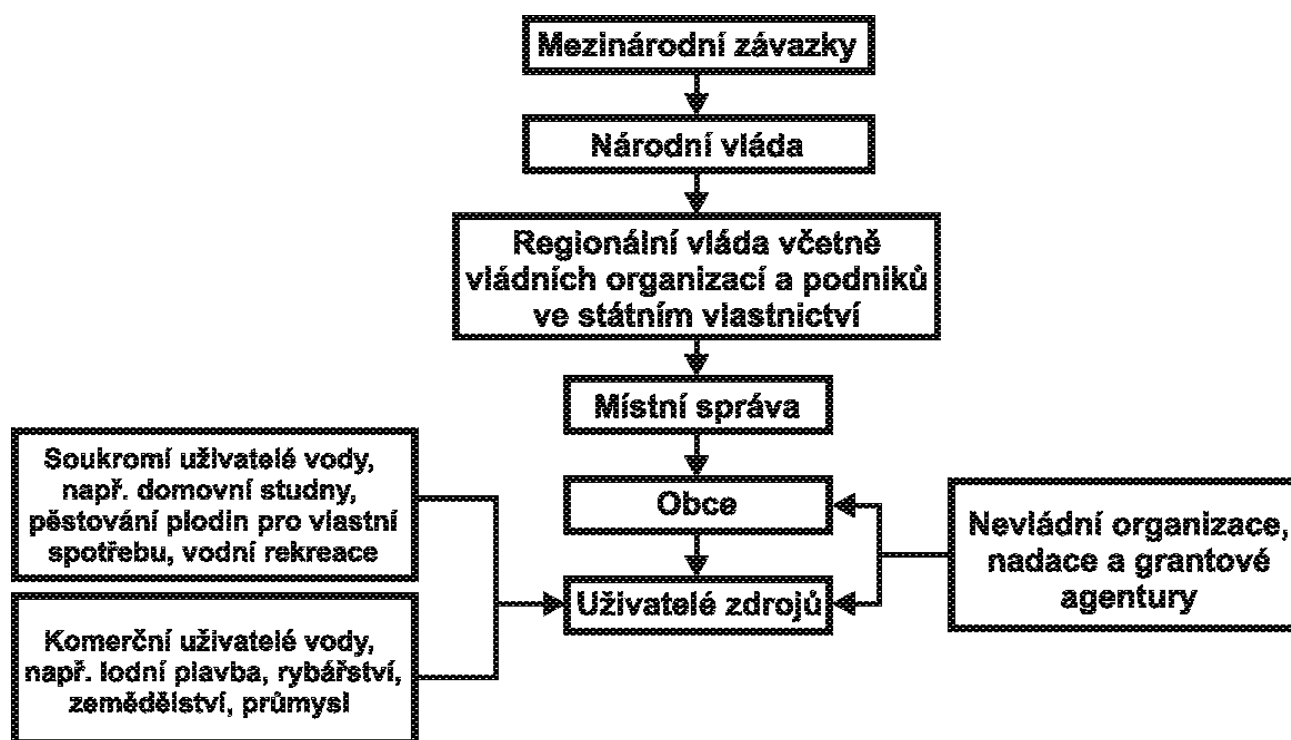 Mezinárodní závazky
Národní vláda
Regionální vláda včetně
vládních organizací a podniků
ve státním vlastnictví
Místní správa
Soukromí uživatelé vody,
např. domovní studny,
pěstování plodin pro vlastní
spotřebu, vodní rekreace
Obce
Nevládní organizace,
nadace a grantové
agentury
Uživatelé zdrojů
Komerční uživatelé vody,
např. lodní plavba, rybářství,
zemědělství, průmysl